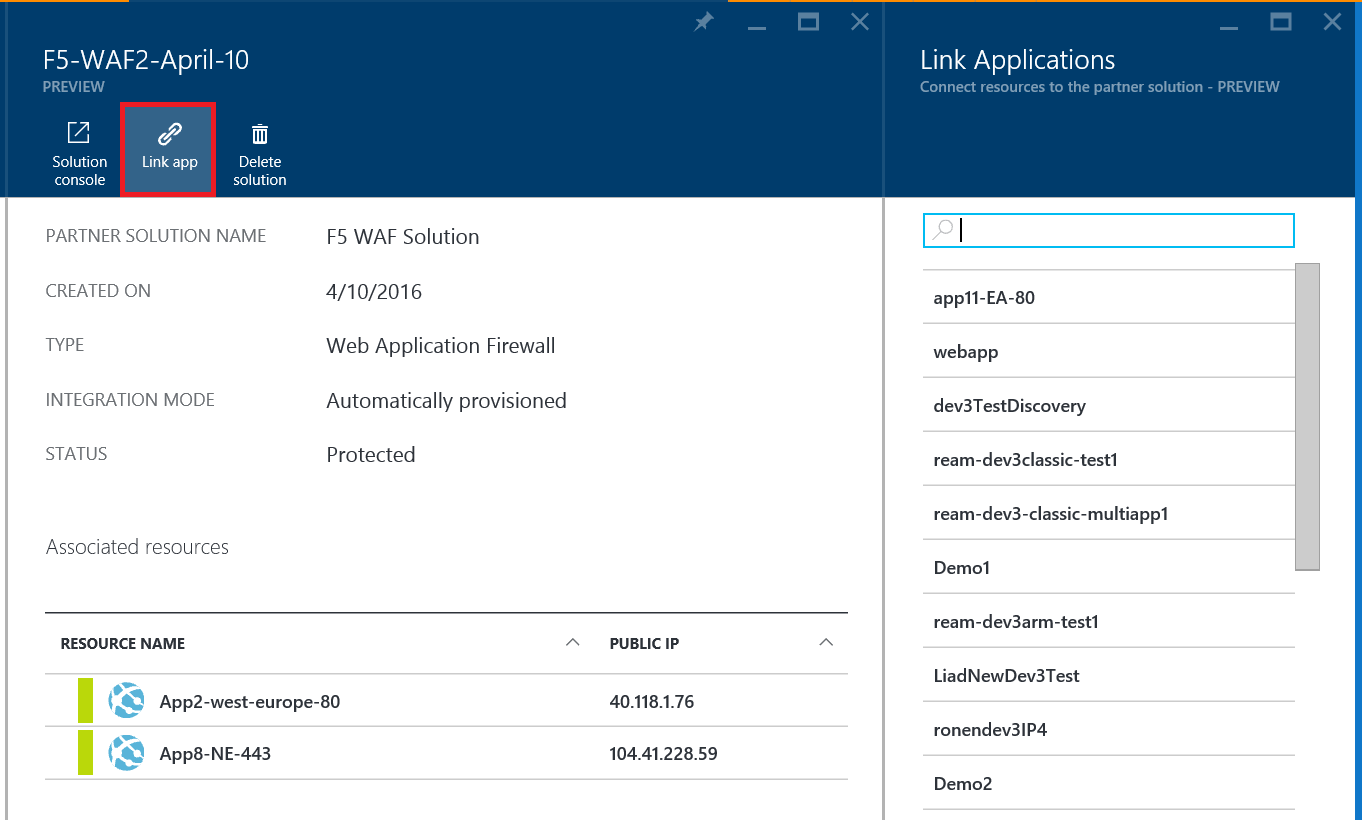 F5-WAF2-April-10
PREVIEW
Solution console
Link app
Delete solution
PARTNER SOLUTION NAME F5 WAF Solution
CREATED ON 4/10/2016
TYPE Web Application Firewall
INTEGRATION MODE Automatically provisioned
STATUS Protected
Associated resources
RESOURCE NAME PUBLIC IP
App2-west-europe-80 40.118.1.76
App8-NE-443 104.41.228.59
Link Applications
Connect resources to the partner solution - PREVIEW
app11-EA-80
webapp
dev3TestDiscovery
ream-dev3classic-test1
ream-dev3-classic-multiapp1
Demo1
ream-dev3arm-test1
LiadNewDev3Test
ronendev3IP4
Demo2